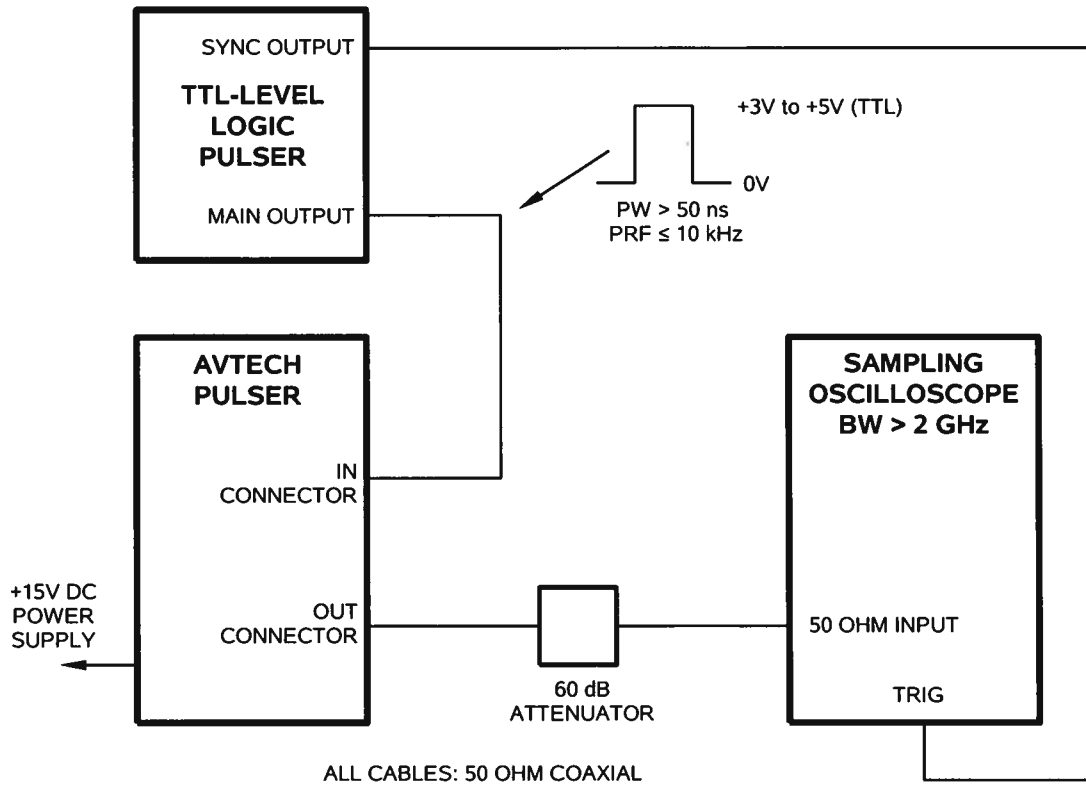 SYNC OUTPUT
TTL-LEVEL
LOGIC
PULSER
MAIN OUTPUT
+3V to +5V (TTL)
0V
PW > 50 ns
PRF ≤ 10 kHz
AVTECH
PULSER
IN
CONNECTOR
OUT
CONNECTOR
+15V DC
POWER
SUPPLY
60 dB
ATTENUATOR
SAMPLING
OSCILLOSCOPE
BW > 2 GHz
50 OHM INPUT
TRIG
ALL CABLES: 50 OHM COAXIAL